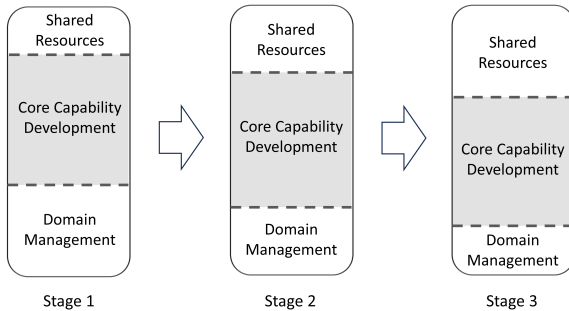 Shared
Resources
Core Capability
Development
Domain
Management
Stage 1
Shared
Resources
Core Capability
Development
Domain
Management
Stage 2
Shared
Resources
Core Capability
Development
Domain
Management
Stage 3